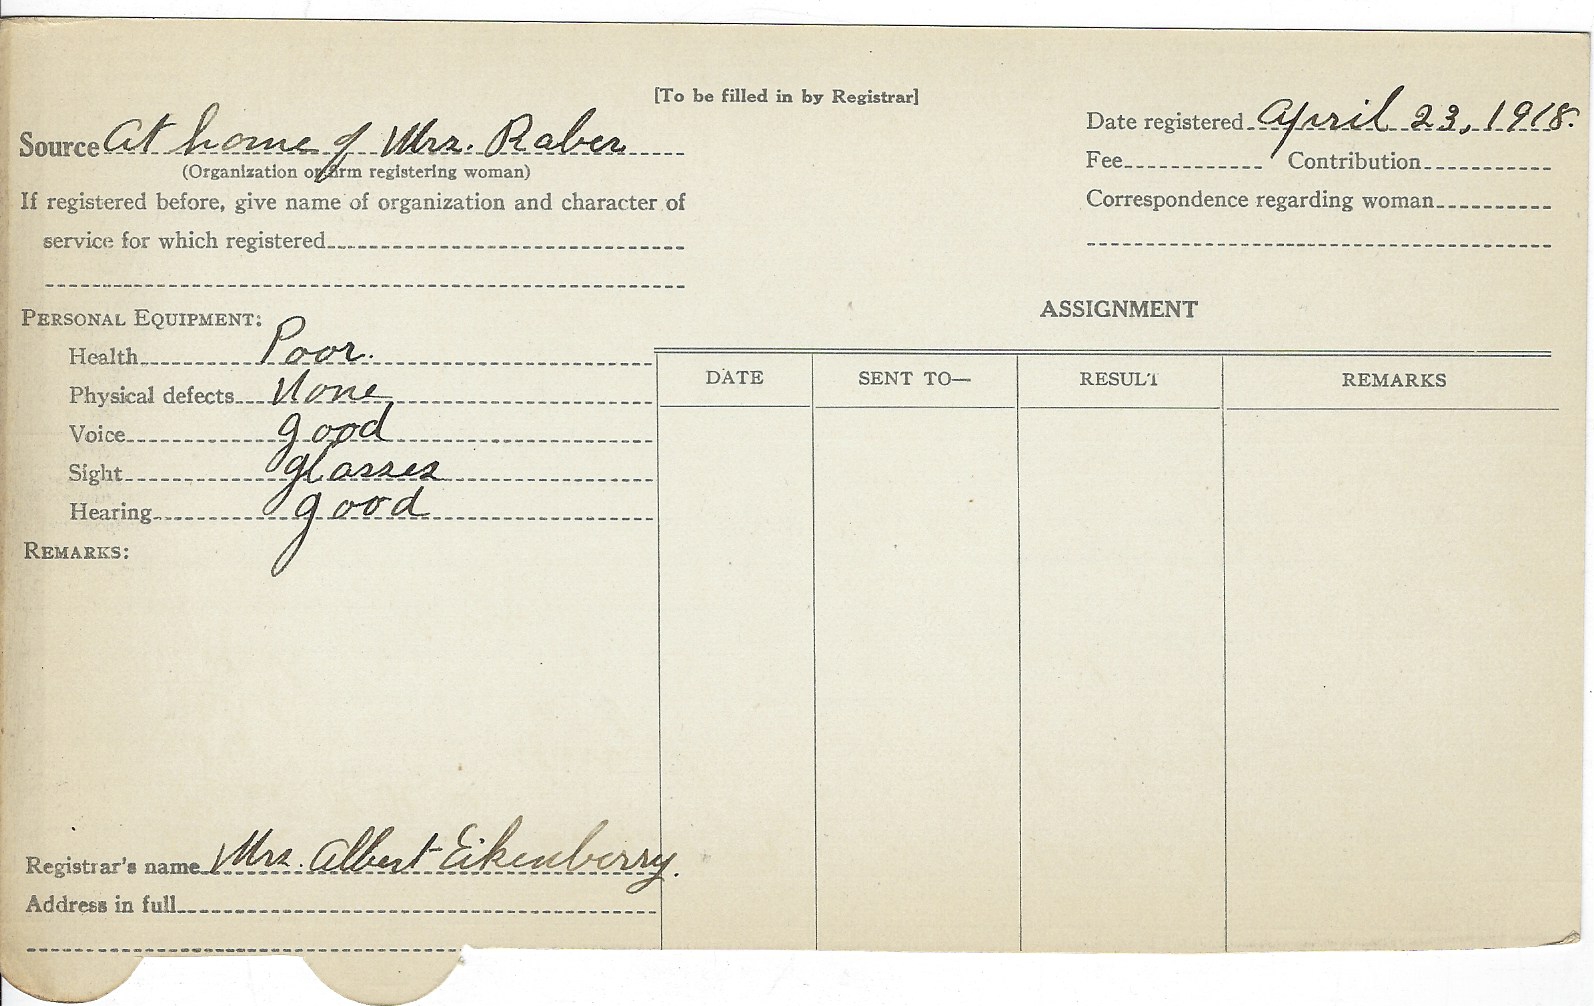 [To be filled in by Registrar]
Source At home of Mrs. Raber
(Organization or firm registering woman)
If registered before, give name of organization and character of
service for which registered
Date registered April 23, 1918.
Fee Contribution
Correspondence regarding woman
PERSONAL EQUIPMENT:
Health Poor.
Physical defects None
Voice good
Sight glasses
Hearing good
REMARKS:
Registrar's name Mrs. Albert Eikenberry.
Address in full
ASSIGNMENT
DATE SENT TO— RESULT REMARKS